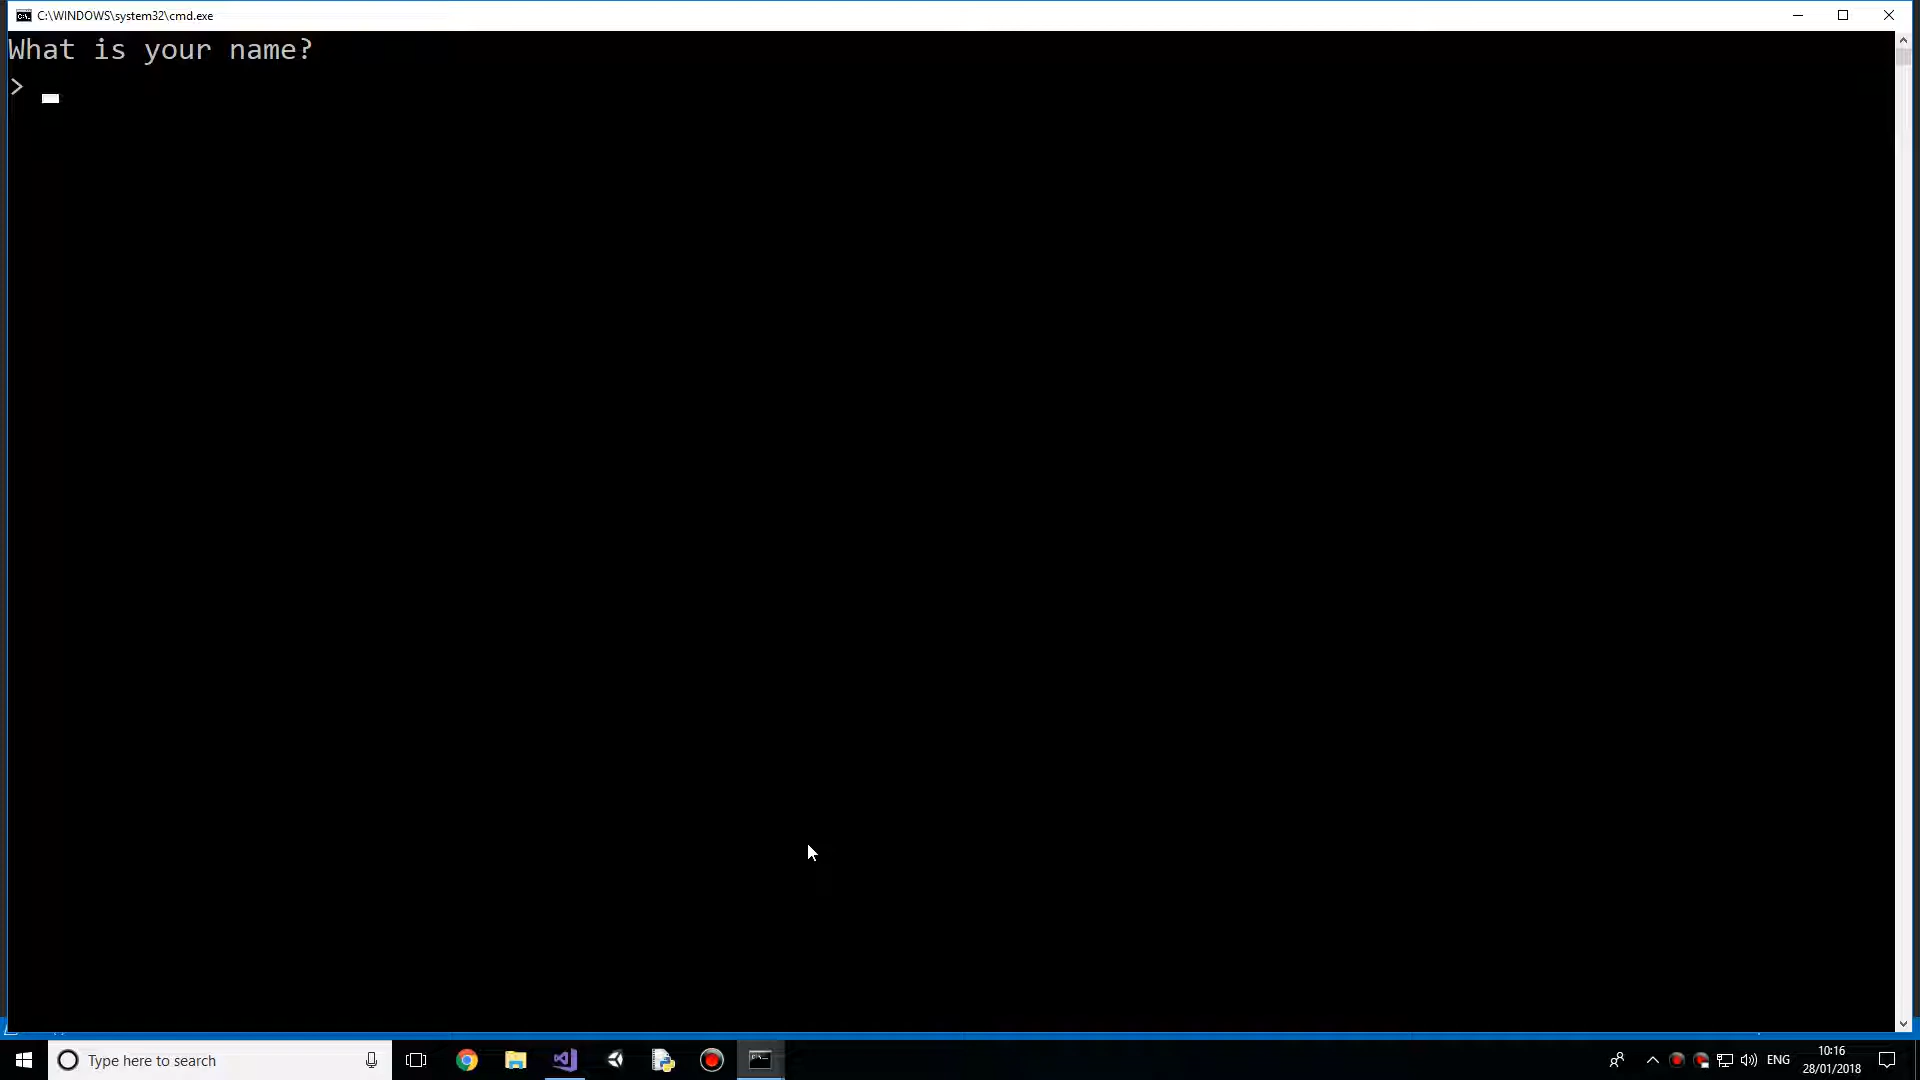 C:\WINDOWS\system32\cmd.exe
What is your name?
>
Type here to search
ENG
10:16
28/01/2018